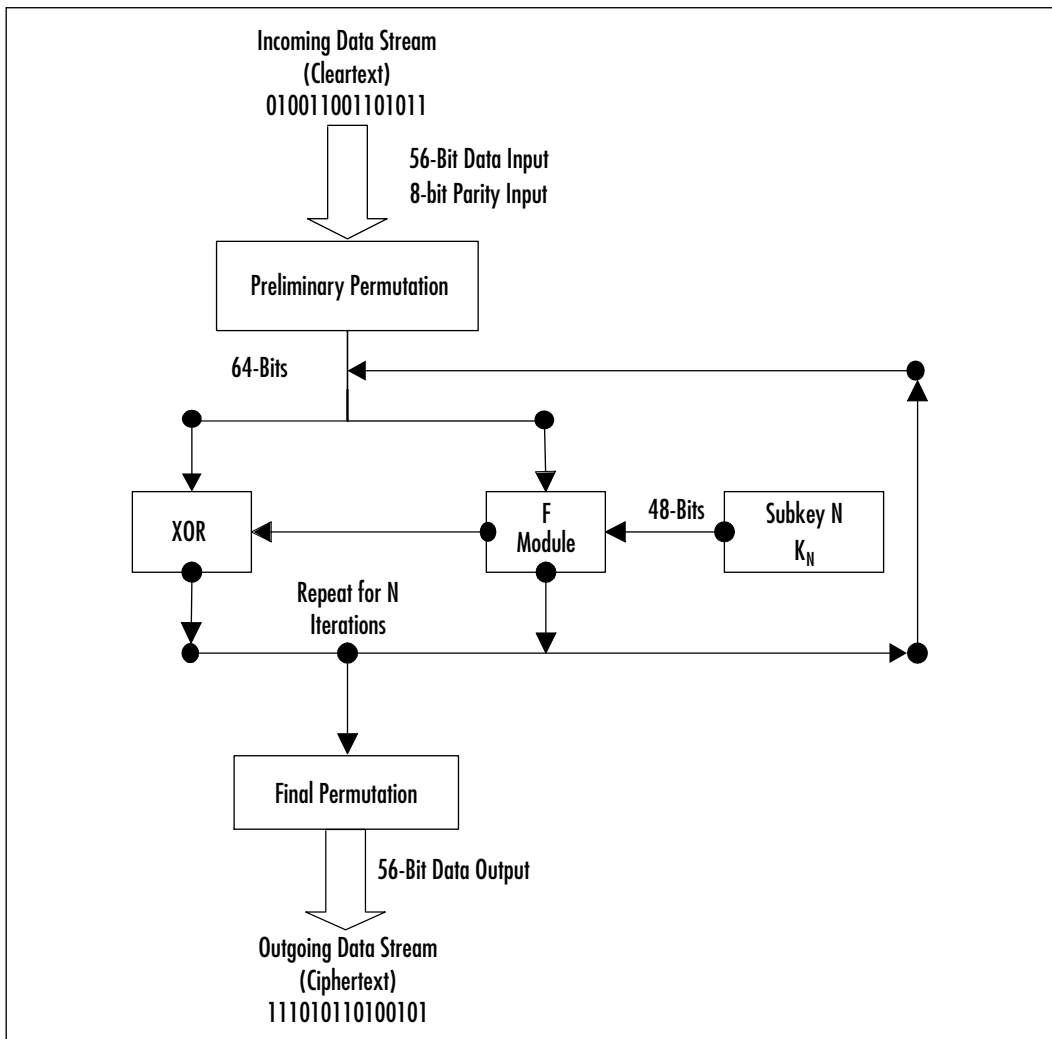 Incoming Data Stream
(Cleartext)
010011001101011
56-Bit Data Input
8-bit Parity Input
Preliminary Permutation
64-Bits
XOR
F
Module
48-Bits
Subkey N
KN
Repeat for N
Iterations
Final Permutation
56-Bit Data Output
Outgoing Data Stream
(Ciphertext)
111010110100101